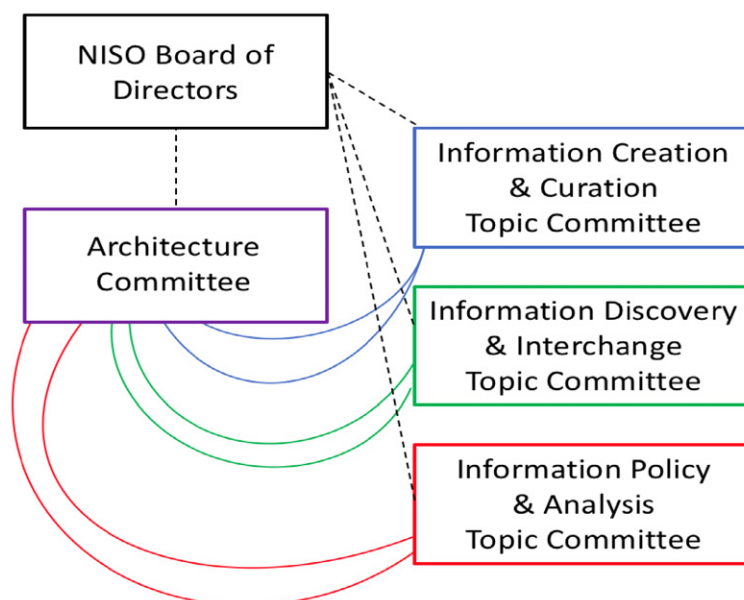 NISO Board of
Directors
Information Creation
& Curation
Topic Committee
Architecture
Committee
Information Discovery
& Interchange
Topic Committee
Information Policy
& Analysis
Topic Committee